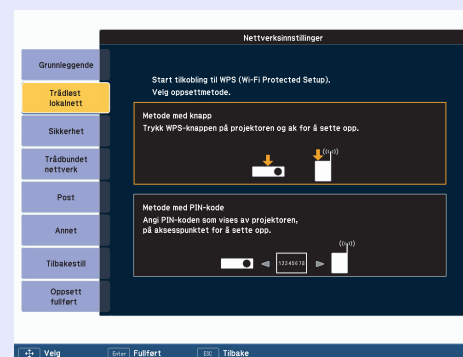 Nettverksinnstillinger
Grunnleggende
Trådløst
lokalnett
Sikkerhet
Trådbundet
nettverk
Post
Annet
Tilbakestill
Oppsett
fullført
Start tilkobling til WPS (Wi-Fi Protected Setup).
Velg oppsettmetode.
Metode med knapp
Trykk WPS-knappen på projektoren og ak for å sette opp.
Metode med PIN-kode
Angi PIN-koden som vises av projektoren,
på aksesspunktet for å sette opp.
12345678
Velg
Enter Fullført
ESC Tilbake